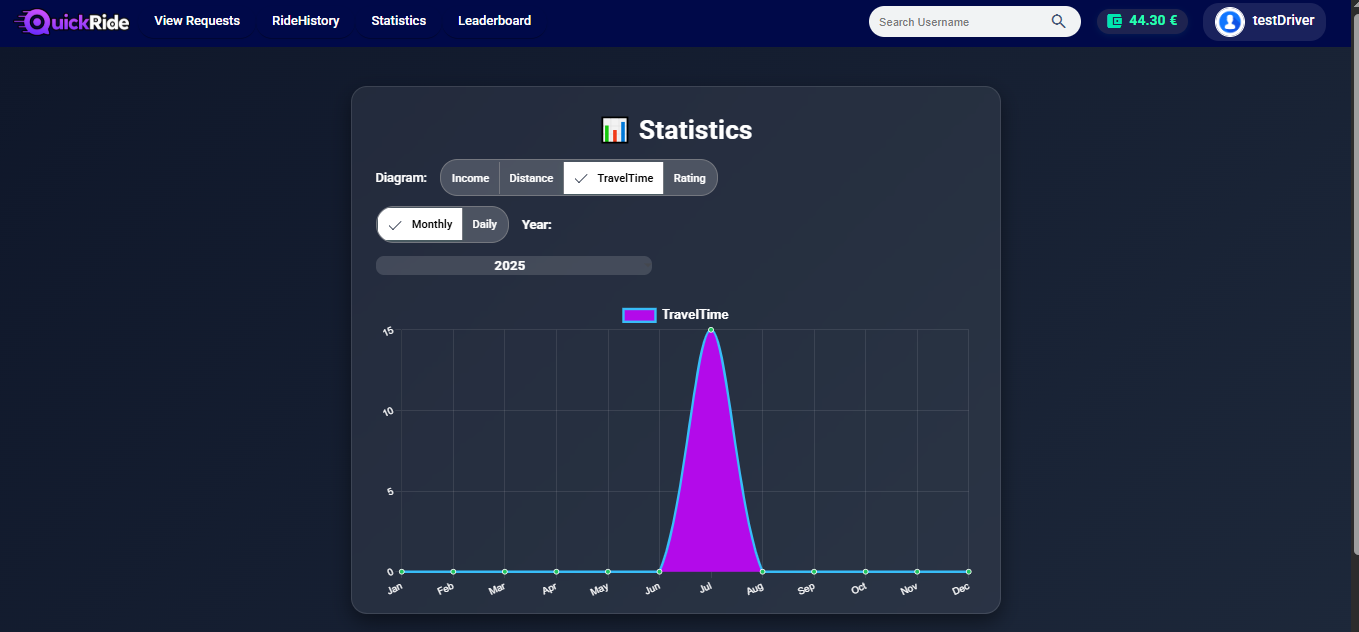 QuickRide View Requests RideHistory Statistics Leaderboard Search Username 44.30 € testDriver
Statistics
Diagram: Income Distance TravelTime Rating
Monthly Daily Year:
2025
TravelTime
15
10
5
0
Jan Feb Mar Apr May Jun Jul Aug Sep Oct Nov Dec